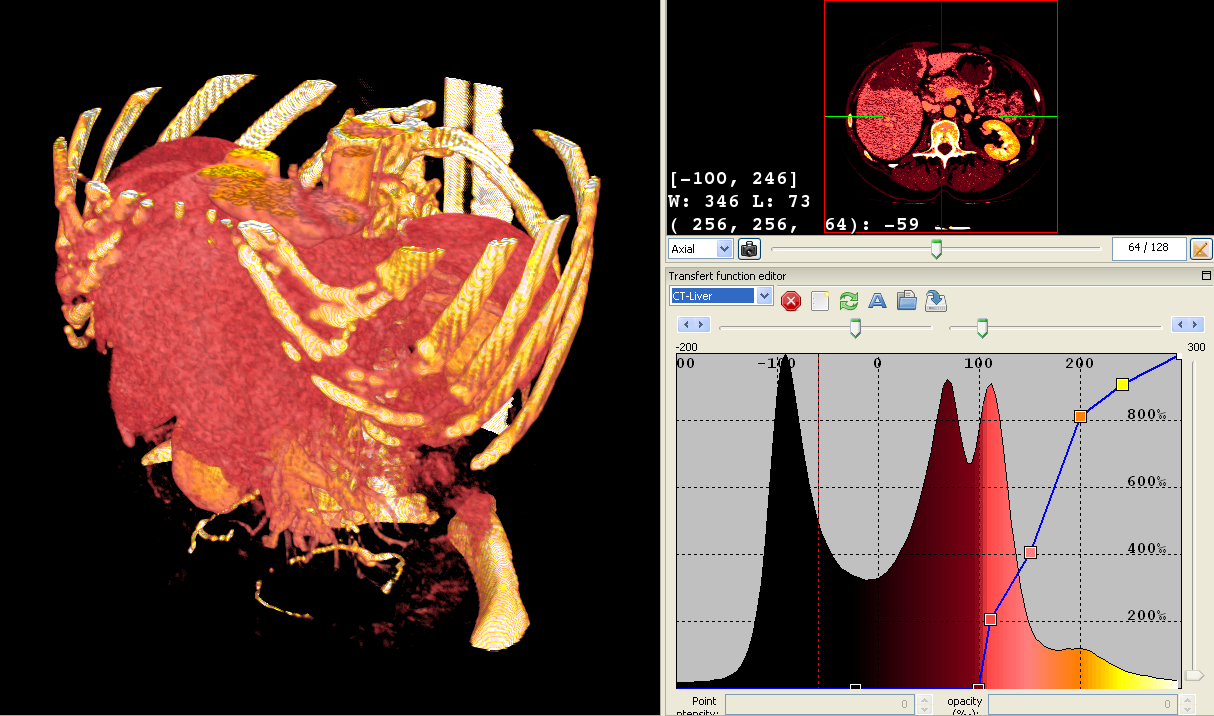 [-100, 246]
W: 346 L: 73
( 256, 256, 64): -59
Axial
64 / 128
Transfert function editor
CT-Liver
-200
300
00 -100 0 100 200
800‰
600‰
400‰
200‰
Point
ntensity:
0
opacity
(‰):
0